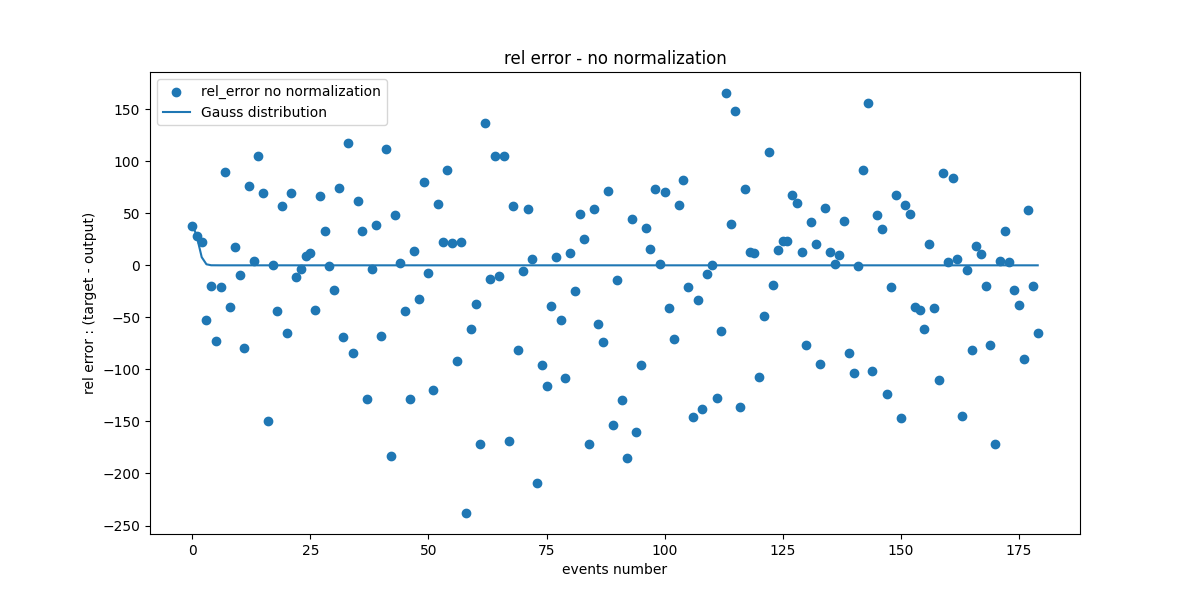 rel error - no normalization
rel_error no normalization
Gauss distribution
150
100
50
0
−50
−100
−150
−200
−250
rel error : (target - output)
0 25 50 75 100 125 150 175
events number